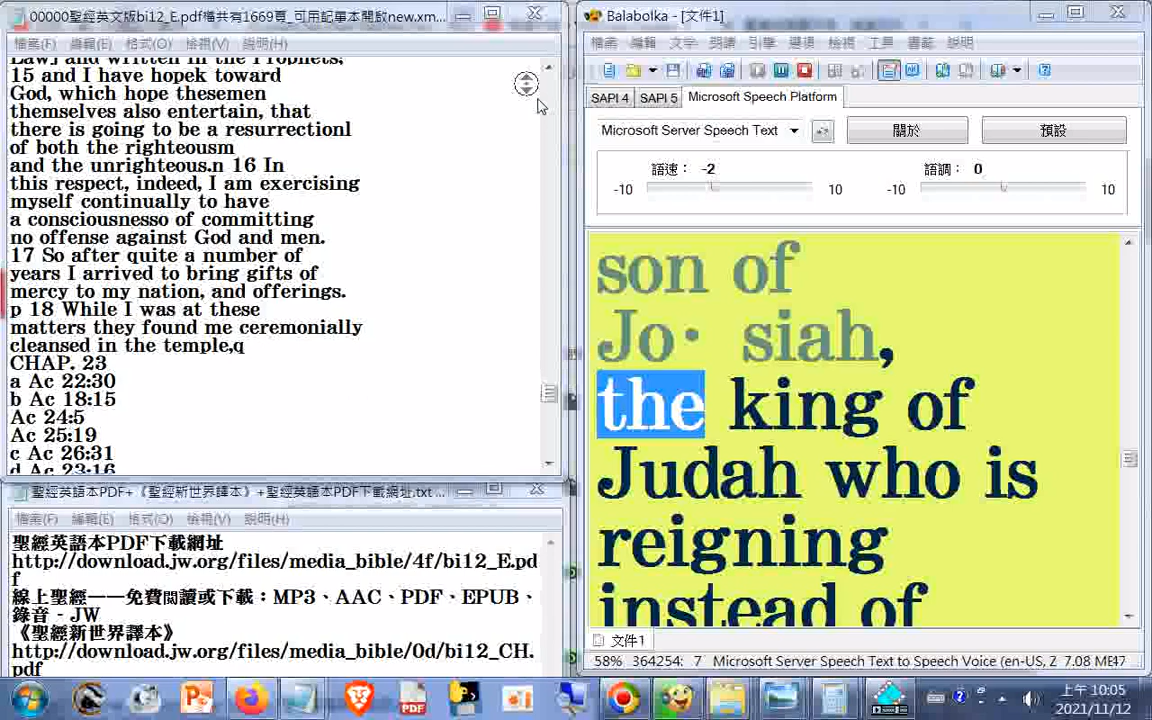 00000聖經英文版bi12_E.pdf檔共有1669頁_可用記事本開啟new.xm...
檔案(F) 編輯(E) 格式(O) 檢視(V) 說明(H)
Law」and written in the Prophets;
15 and I have hopek toward
God, which hope thesemen
themselves also entertain, that
there is going to be a resurrectionl
of both the righteousm
and the unrighteous.n 16 In
this respect, indeed, I am exercising
myself continually to have
a consciousnesso of committing
no offense against God and men.
17 So after quite a number of
years I arrived to bring gifts of
mercy to my nation, and offerings.
p 18 While I was at these
matters they found me ceremonially
cleansed in the temple,q
CHAP. 23
a Ac 22:30
b Ac 18:15
Ac 24:5
Ac 25:19
c Ac 26:31
d Ac 23:16
聖經英語本PDF+《聖經新世界譯本》+聖經英語本PDF下載網址.txt ...
檔案(F) 編輯(E) 格式(O) 檢視(V) 說明(H)
聖經英語本PDF下載網址
http://download.jw.org/files/media_bible/4f/bi12_E.pd
f
線上聖經──免費閱讀或下載：MP3、AAC、PDF、EPUB、
錄音 - JW
《聖經新世界譯本》
http://download.jw.org/files/media_bible/0d/bi12_CH.
pdf
Balabolka - [文件1]
檔案 編輯 文字 朗讀 引擎 選項 檢視 工具 書籤 說明
SAPI 4 SAPI 5 Microsoft Speech Platform
Microsoft Server Speech Text 關於 預設
語速： -2 語調： 0
-10 10 -10 10
son of
Jo· siah,
the king of
Judah who is
reigning
instead of
文件1
58% 364254: 7 Microsoft Server Speech Text to Speech Voice (en-US, Z 7.08 ME47
上午 10:05
2021/11/12